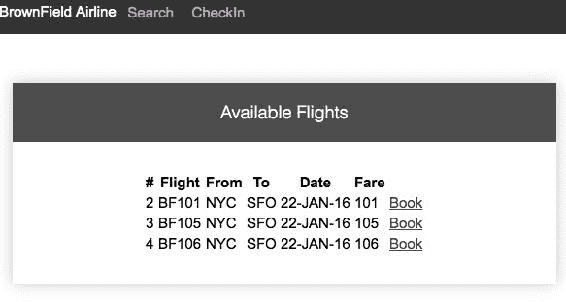 BrownField Airline Search CheckIn
Available Flights
# Flight From To Date Fare
2 BF101 NYC SFO 22-JAN-16 101 Book
3 BF105 NYC SFO 22-JAN-16 105 Book
4 BF106 NYC SFO 22-JAN-16 106 Book